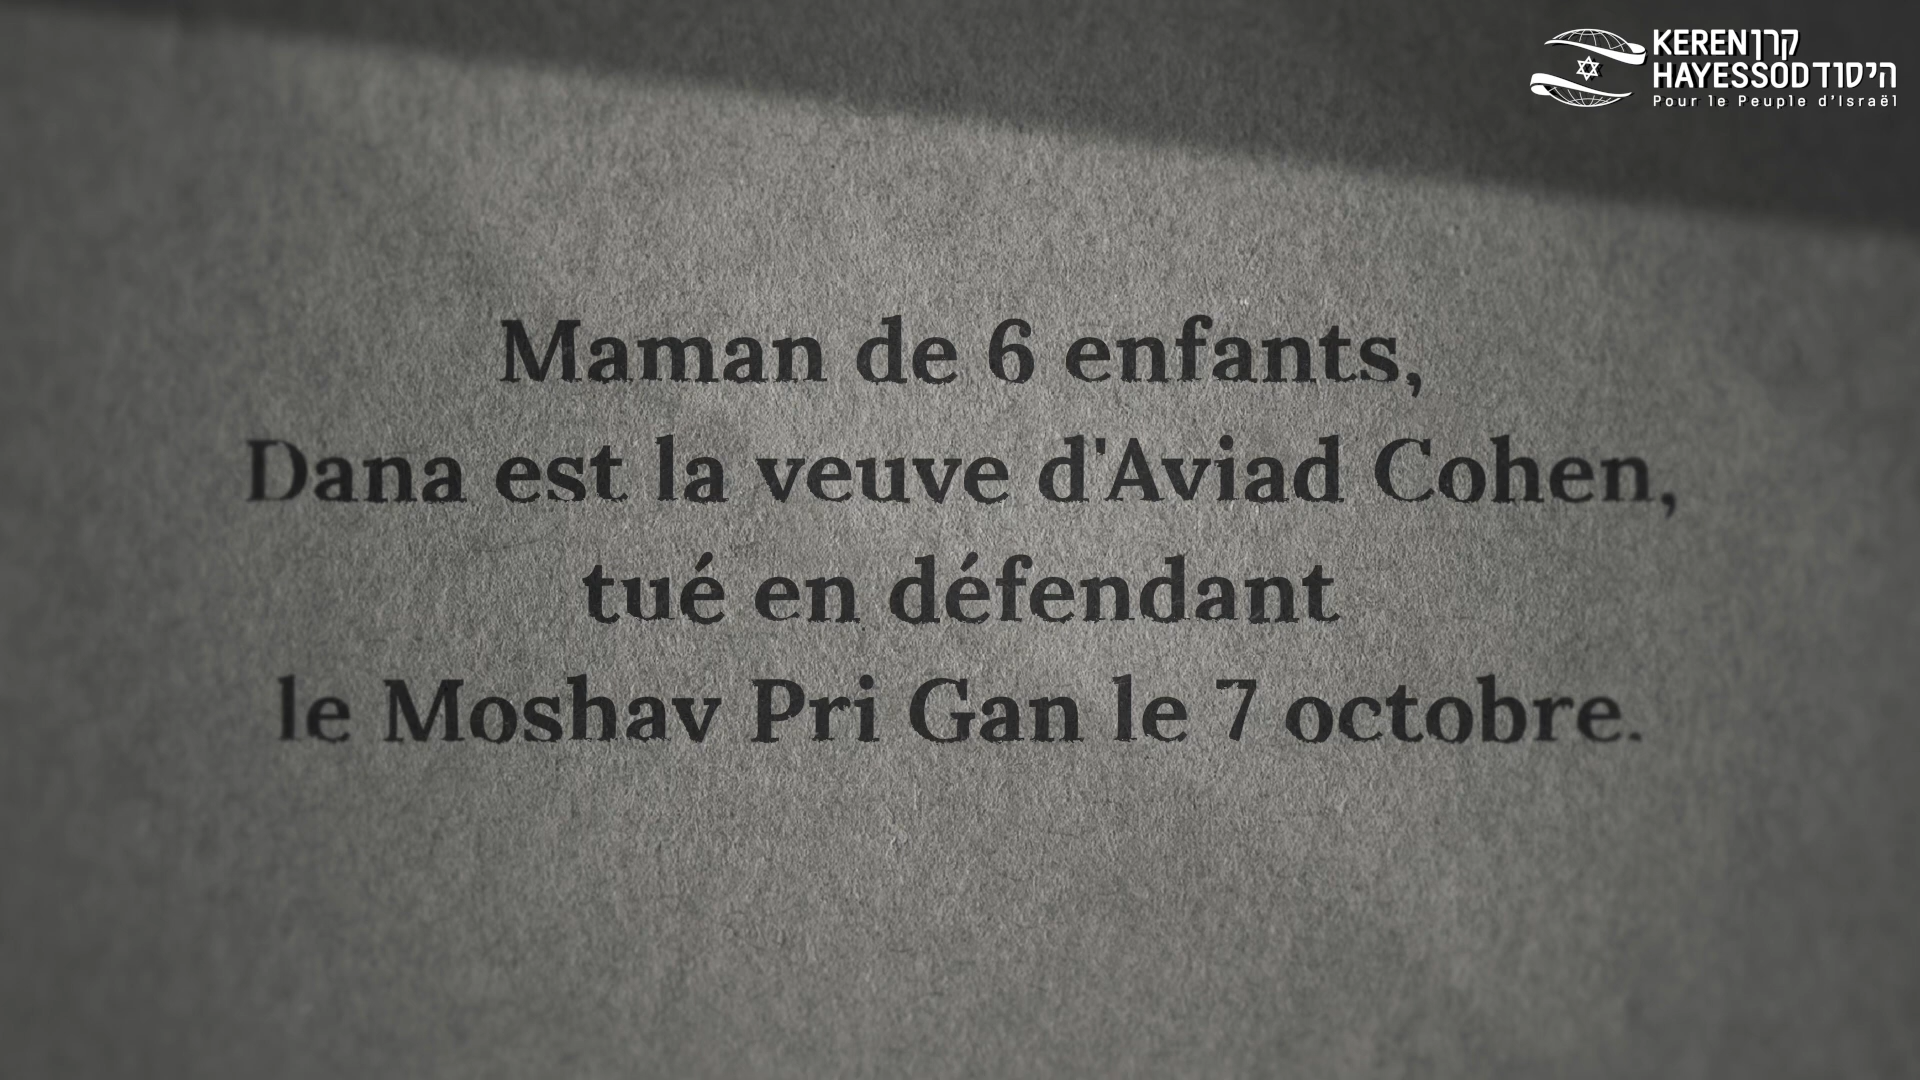 KEREN קרן
HAYESSOD היסוד
Pour le Peuple d'Israël
Maman de 6 enfants,
Dana est la veuve d'Aviad Cohen,
tué en défendant
le Moshav Pri Gan le 7 octobre.